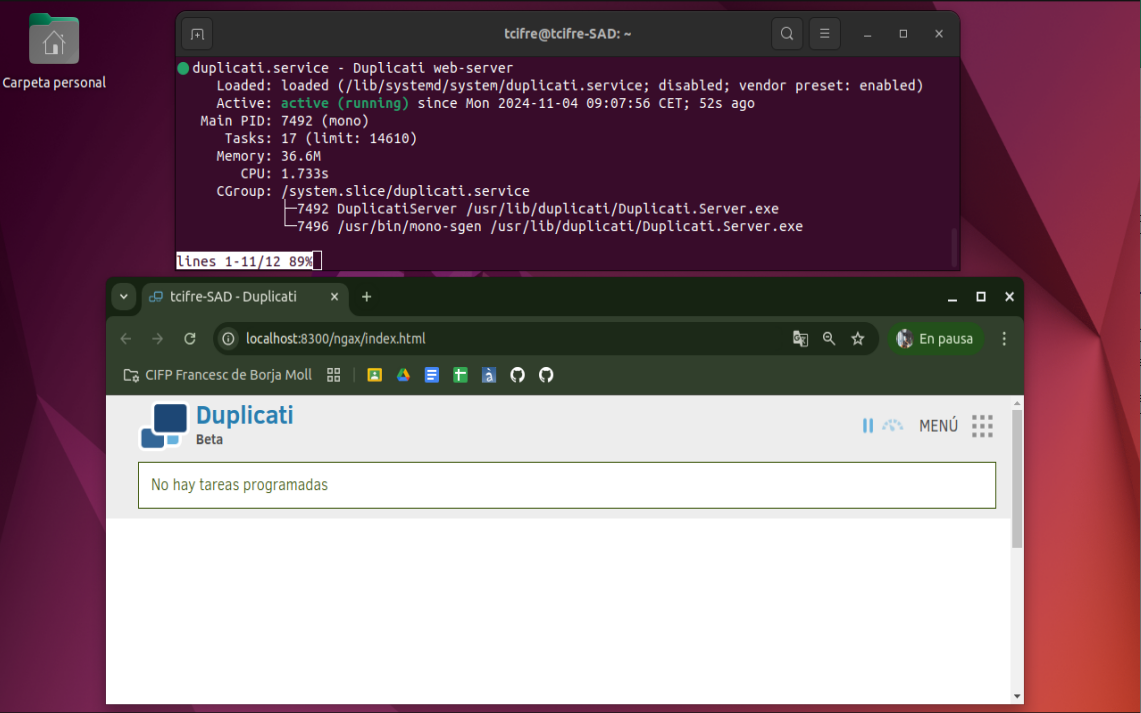 Carpeta personal
tcifre@tcifre-SAD: ~
duplicati.service - Duplicati web-server
Loaded: loaded (/lib/systemd/system/duplicati.service; disabled; vendor preset: enabled)
Active: active (running) since Mon 2024-11-04 09:07:56 CET; 52s ago
Main PID: 7492 (mono)
Tasks: 17 (limit: 14610)
Memory: 36.6M
CPU: 1.733s
CGroup: /system.slice/duplicati.service
├─7492 DuplicatiServer /usr/lib/duplicati/Duplicati.Server.exe
└─7496 /usr/bin/mono-sgen /usr/lib/duplicati/Duplicati.Server.exe
lines 1-11/12 89%
tcifre-SAD - Duplicati
localhost:8300/ngax/index.html
En pausa
CIFP Francesc de Borja Moll
Duplicati
Beta
MENÚ
No hay tareas programadas